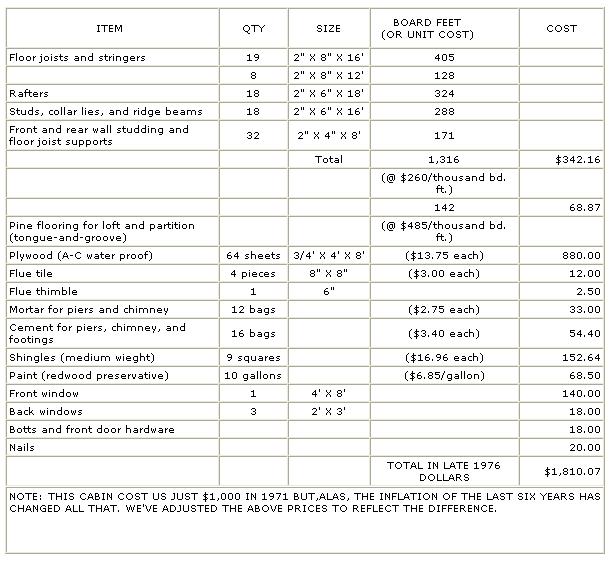 ITEM QTY SIZE BOARD FEET
(OR UNIT COST) COST
Floor joists and stringers 19 2" X 8" X 16' 405
8 2" X 8" X 12' 128
Rafters 18 2" X 6" X 18' 324
Studs, collar lies, and ridge beams 18 2" X 6" X 16' 288
Front and rear wall studding and
floor joist supports 32 2" X 4" X 8' 171
Total 1,316 $342.16
(@ $260/thousand bd.
ft.)
142 68.87
Pine flooring for loft and partition
(tongue-and-groove) (@ $485/thousand bd.
ft.)
Plywood (A-C water proof) 64 sheets 3/4' X 4' X 8' ($13.75 each) 880.00
Flue tile 4 pieces 8" X 8" ($3.00 each) 12.00
Flue thimble 1 6" 2.50
Mortar for piers and chimney 12 bags ($2.75 each) 33.00
Cement for piers, chimney, and
footings 16 bags ($3.40 each) 54.40
Shingles (medium wieght) 9 squares ($16.96 each) 152.64
Paint (redwood preservative) 10 gallons ($6.85/gallon) 68.50
Front window 1 4' X 8' 140.00
Back windows 3 2' X 3' 18.00
Botts and front door hardware 18.00
Nails 20.00
TOTAL IN LATE 1976
DOLLARS $1,810.07
NOTE: THIS CABIN COST US JUST $1,000 IN 1971 BUT,ALAS, THE INFLATION OF THE LAST SIX YEARS HAS
CHANGED ALL THAT. WE'VE ADJUSTED THE ABOVE PRICES TO REFLECT THE DIFFERENCE.